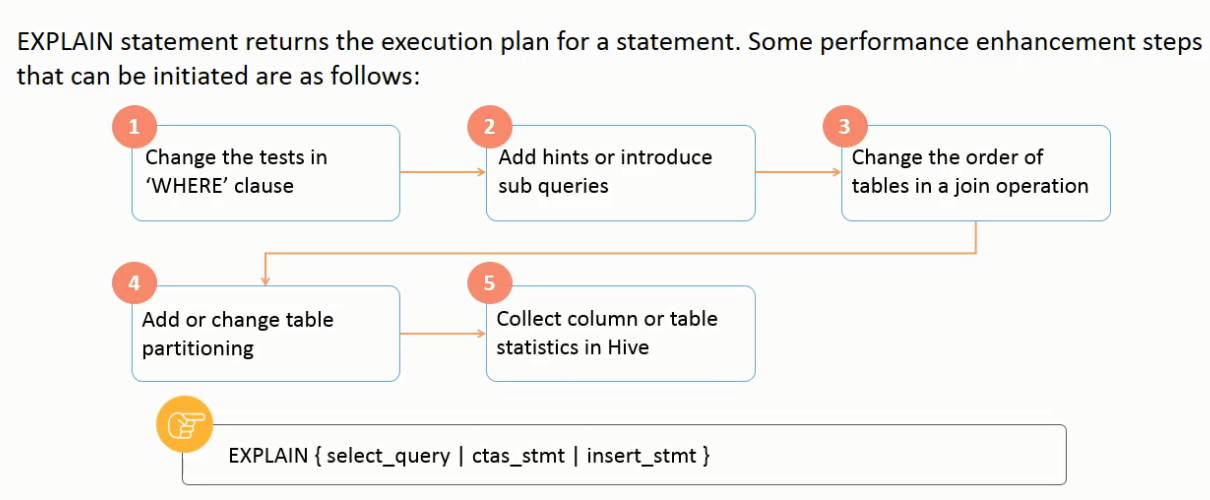 EXPLAIN statement returns the execution plan for a statement. Some performance enhancement steps
that can be initiated are as follows:
1
Change the tests in
‘WHERE’ clause
2
Add hints or introduce
sub queries
3
Change the order of
tables in a join operation
4
Add or change table
partitioning
5
Collect column or table
statistics in Hive
EXPLAIN { select_query | ctas_stmt | insert_stmt }